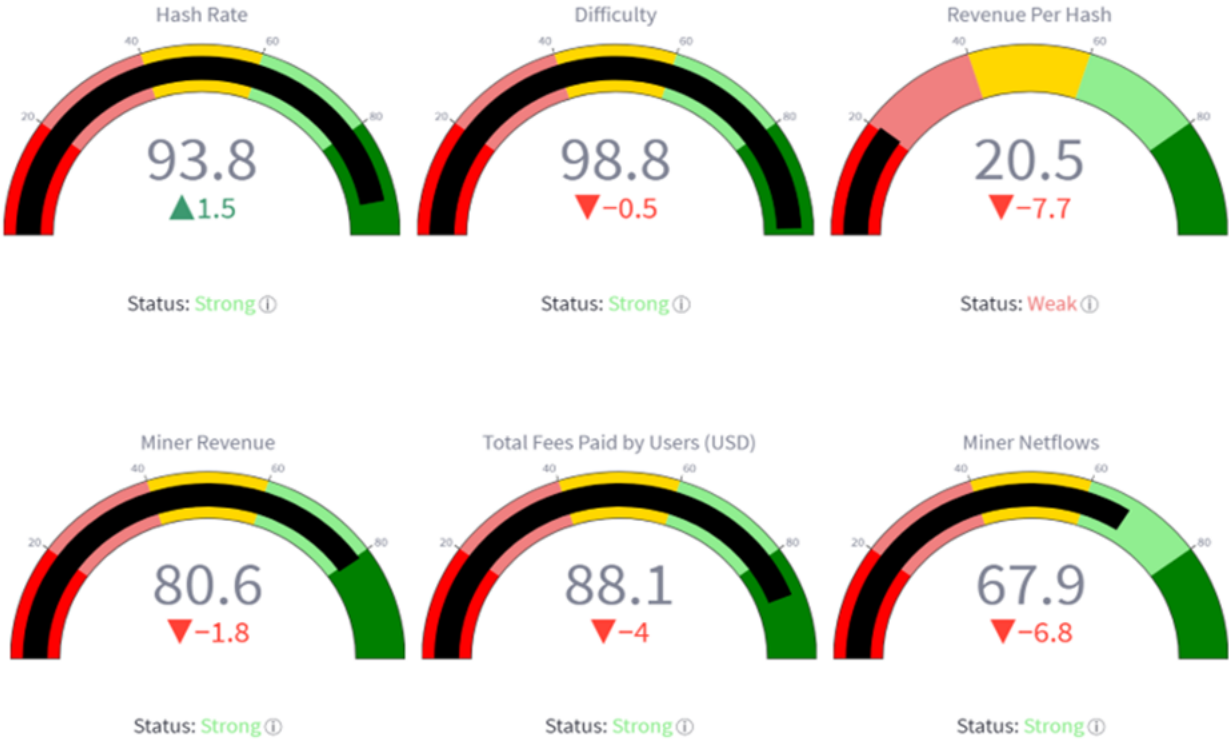 Hash Rate
20 40 60 80
93.8
▲1.5
Status: Strong ⓘ
Difficulty
20 40 60 80
98.8
▼−0.5
Status: Strong ⓘ
Revenue Per Hash
20 40 60 80
20.5
▼−7.7
Status: Weak ⓘ
Miner Revenue
20 40 60 80
80.6
▼−1.8
Status: Strong ⓘ
Total Fees Paid by Users (USD)
20 40 60 80
88.1
▼−4
Status: Strong ⓘ
Miner Netflows
20 40 60 80
67.9
▼−6.8
Status: Strong ⓘ